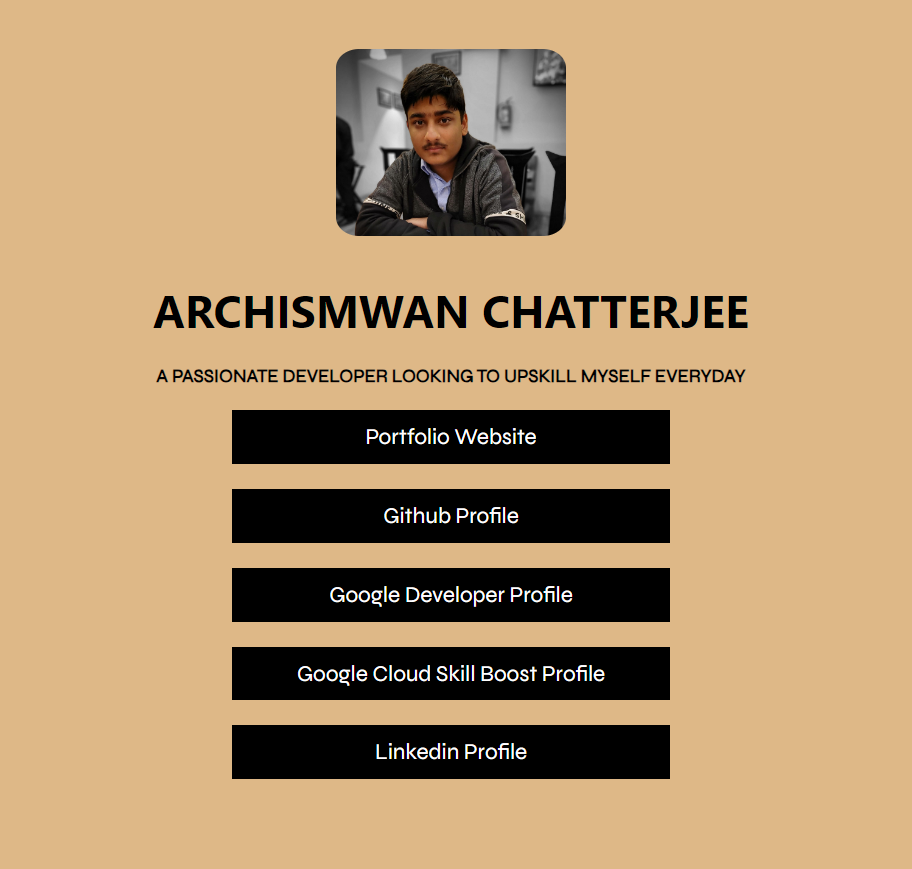 ARCHISMWAN CHATTERJEE
A PASSIONATE DEVELOPER LOOKING TO UPSKILL MYSELF EVERYDAY
Portfolio Website
Github Profile
Google Developer Profile
Google Cloud Skill Boost Profile
Linkedin Profile